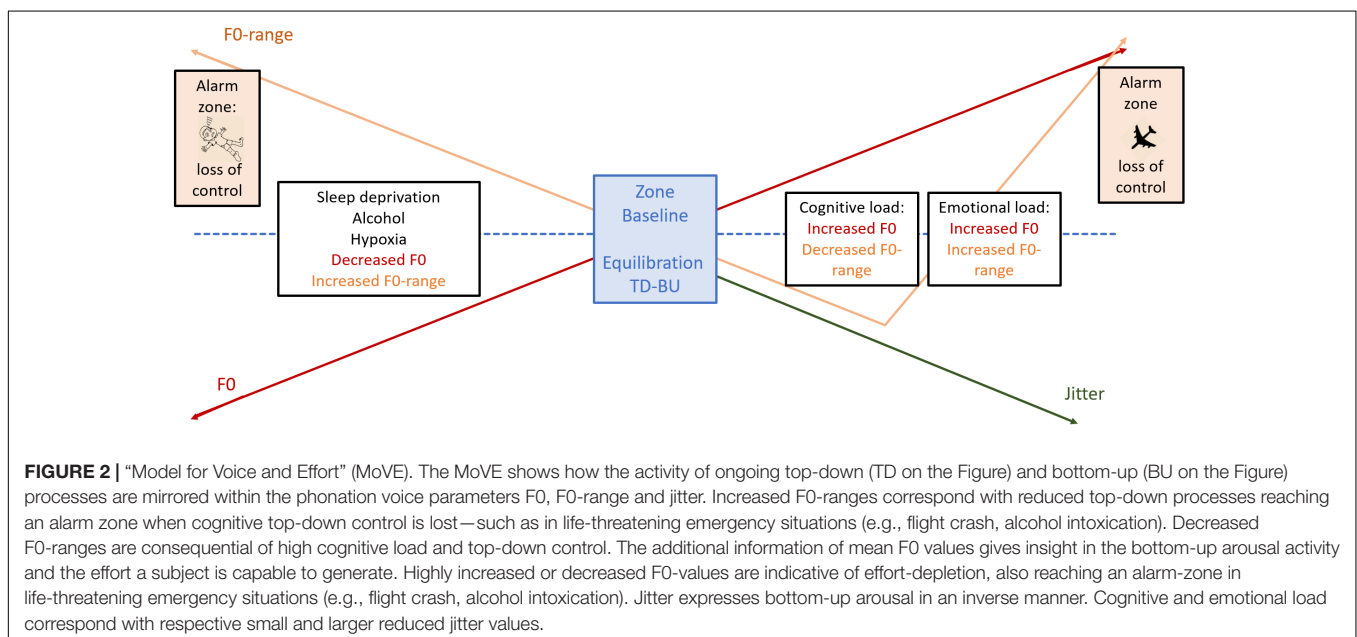 F0-range
Alarm
zone:
loss of
control
Sleep deprivation
Alcohol
Hypoxia
Decreased F0
Increased F0-range
F0
Zone
Baseline
Equilibration
TD-BU
Cognitive load:
Increased F0
Decreased F0-
range
Emotional load:
Increased F0
Increased F0-
range
Alarm
zone
loss of
control
Jitter
FIGURE 2 | “Model for Voice and Effort” (MoVE). The MoVE shows how the activity of ongoing top-down (TD on the Figure) and bottom-up (BU on the Figure)
processes are mirrored within the phonation voice parameters F0, F0-range and jitter. Increased F0-ranges correspond with reduced top-down processes reaching
an alarm zone when cognitive top-down control is lost—such as in life-threatening emergency situations (e.g., flight crash, alcohol intoxication). Decreased
F0-ranges are consequential of high cognitive load and top-down control. The additional information of mean F0 values gives insight in the bottom-up arousal activity
and the effort a subject is capable to generate. Highly increased or decreased F0-values are indicative of effort-depletion, also reaching an alarm-zone in
life-threatening emergency situations (e.g., flight crash, alcohol intoxication). Jitter expresses bottom-up arousal in an inverse manner. Cognitive and emotional load
correspond with respective small and larger reduced jitter values.